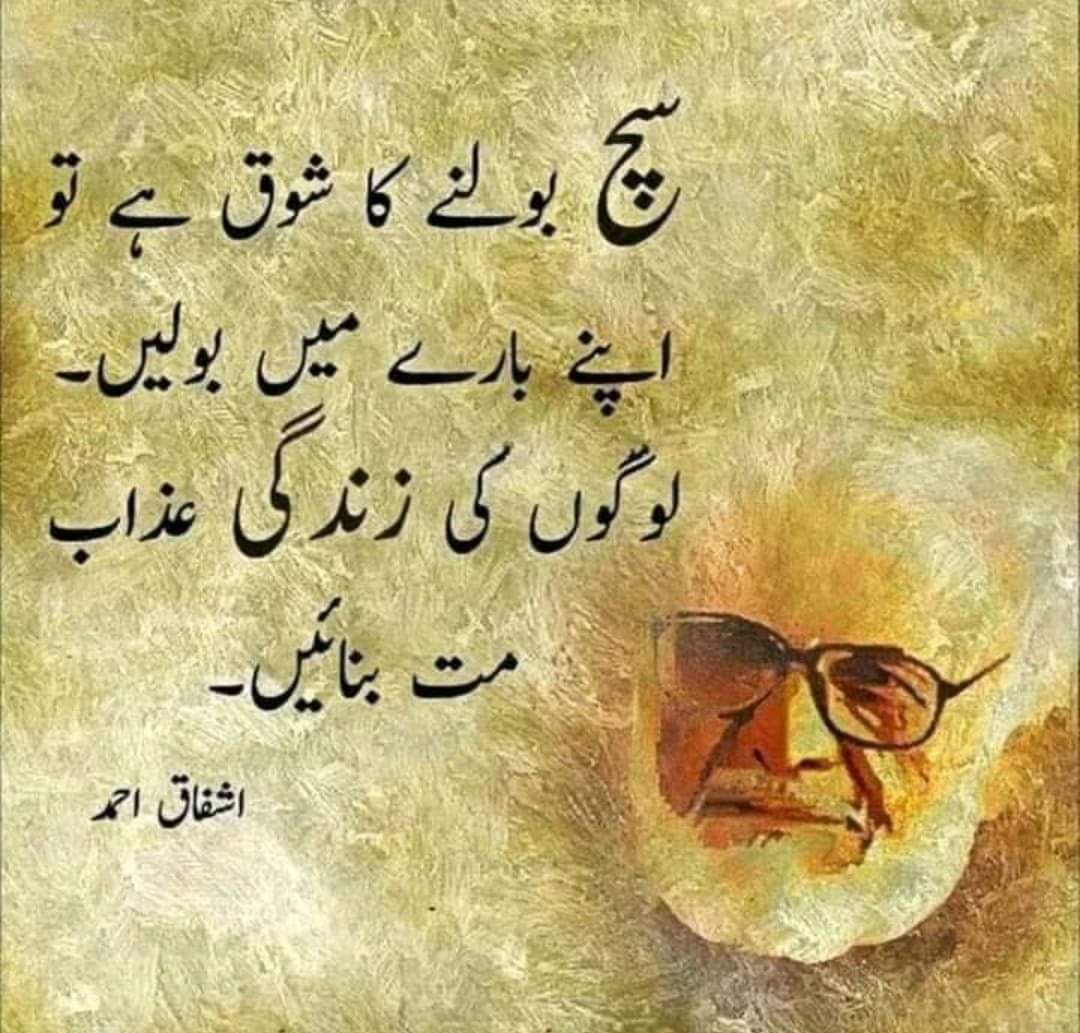 سچ بولنے کا شوق ہے تو
اپنے بارے میں بولیں۔
لوگوں کی زندگی عذاب
مت بنائیں۔
اشفاق احمد